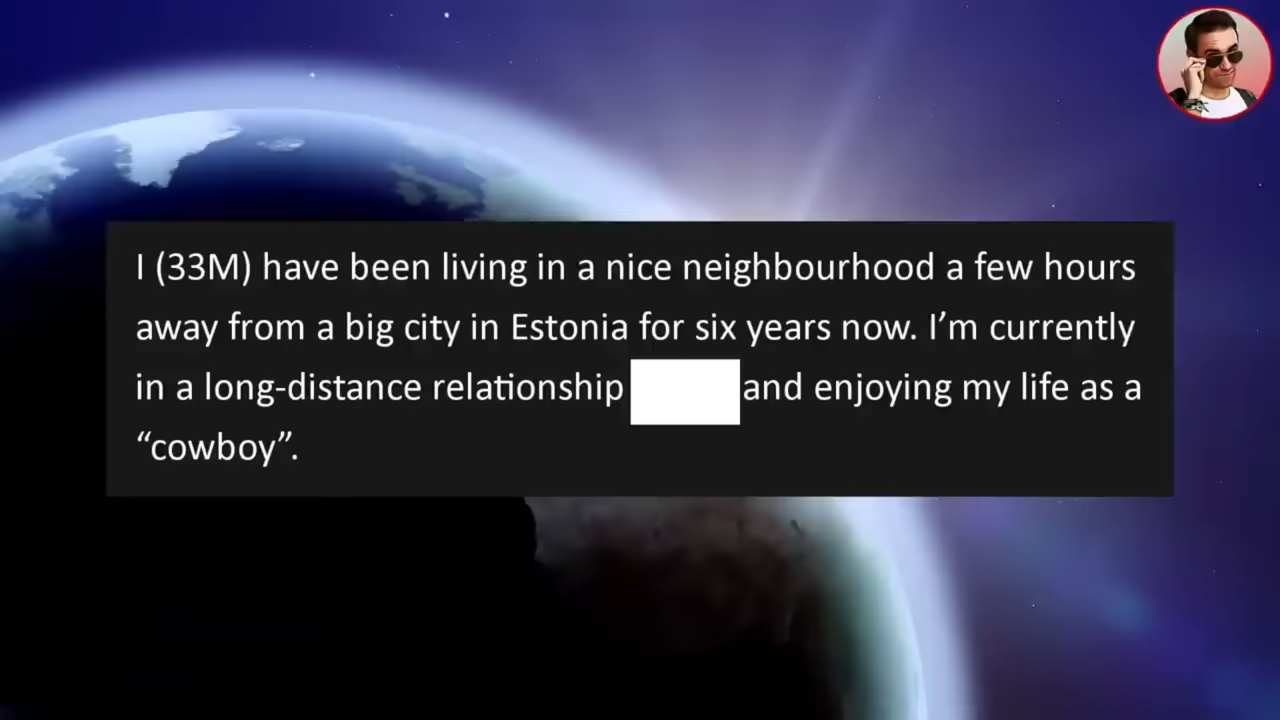 I (33M) have been living in a nice neighbourhood a few hours
away from a big city in Estonia for six years now. I’m currently
in a long-distance relationship and enjoying my life as a
“cowboy”.